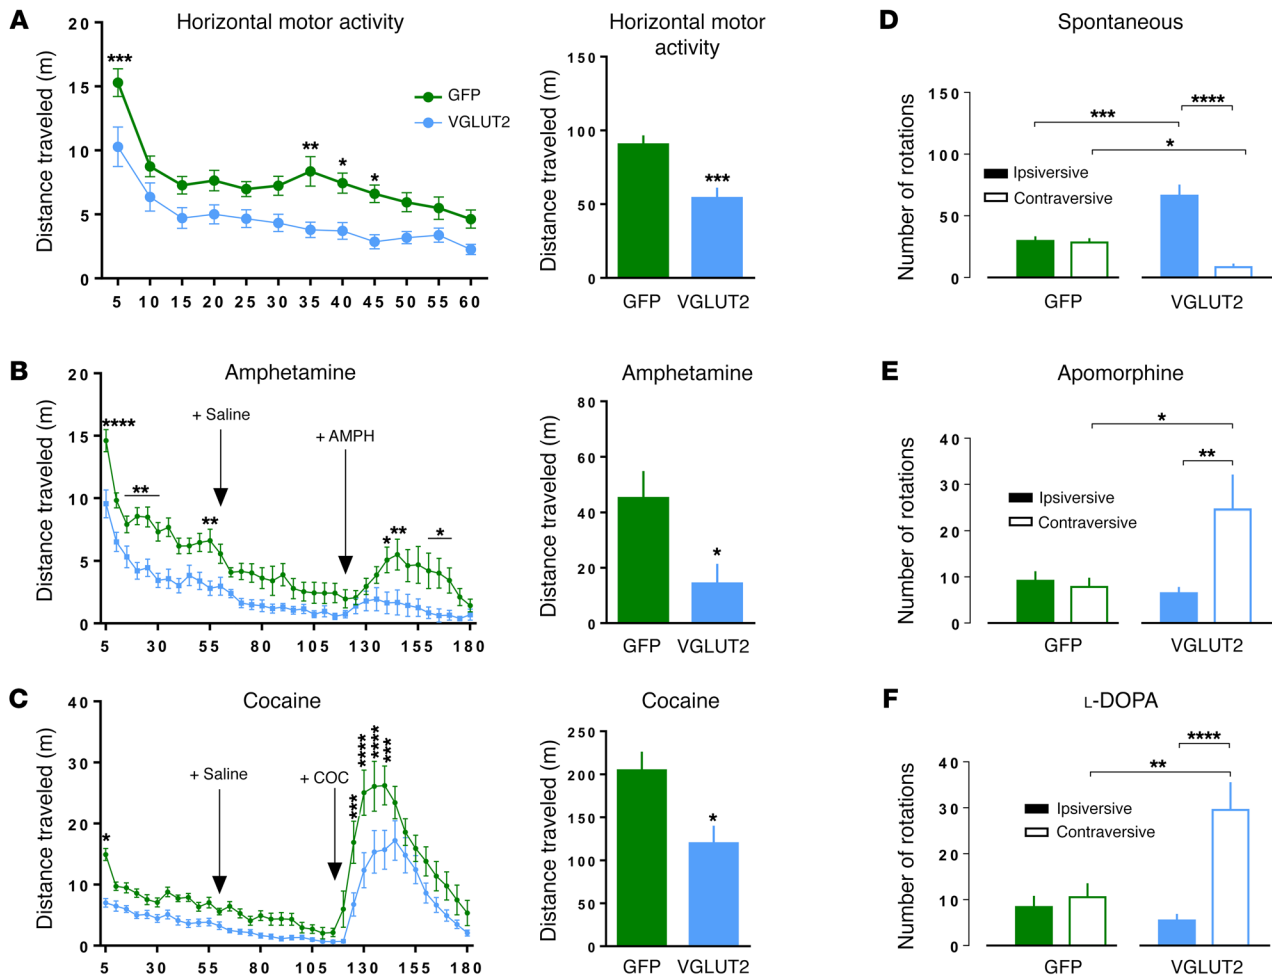 A
Horizontal motor activity
Distance traveled (m)
20
15
10
5
0
***
**
*
*
GFP
VGLUT2
5 10 15 20 25 30 35 40 45 50 55 60
Horizontal motor
activity
Distance traveled (m)
150
100
50
0
***
GFP VGLUT2
D
Spontaneous
Number of rotations
150
100
50
0
****
***
*
Ipsiversive
Contraversive
GFP VGLUT2
B
Amphetamine
Distance traveled (m)
20
15
10
5
0
****
**
**
+ Saline
+ AMPH
*
**
*
5 30 55 80 105 130 155 180
Amphetamine
Distance traveled (m)
80
60
40
20
0
*
GFP VGLUT2
E
Apomorphine
Number of rotations
40
30
20
10
0
*
**
Ipsiversive
Contraversive
GFP VGLUT2
C
Cocaine
Distance traveled (m)
40
30
20
10
0
*
+ Saline
+ COC
***
****
****
***
5 30 55 80 105 130 155 180
Cocaine
Distance traveled (m)
250
200
150
100
50
0
*
GFP VGLUT2
F
L-DOPA
Number of rotations
40
30
20
10
0
****
**
Ipsiversive
Contraversive
GFP VGLUT2